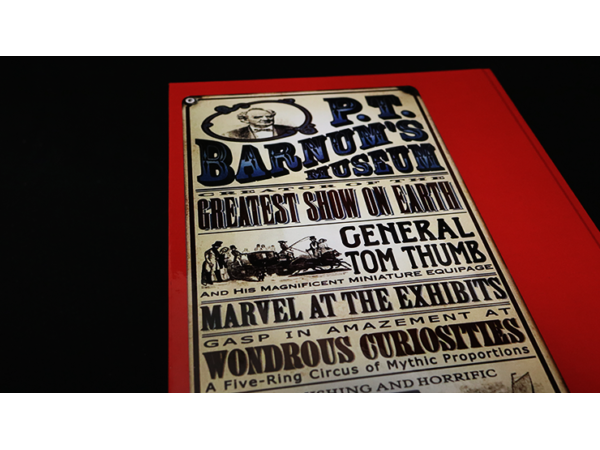 P.T.
BARNUM'S
MUSEUM
CREATOR OF THE
GREATEST SHOW ON EARTH
GENERAL
TOM THUMB
AND HIS MAGNIFICENT MINIATURE EQUIPAGE
MARVEL AT THE EXHIBITS
GASP IN AMAZEMENT AT
WONDROUS CURIOSITIES
A Five-Ring Circus of Mythic Proportions
AND HORRIFIC